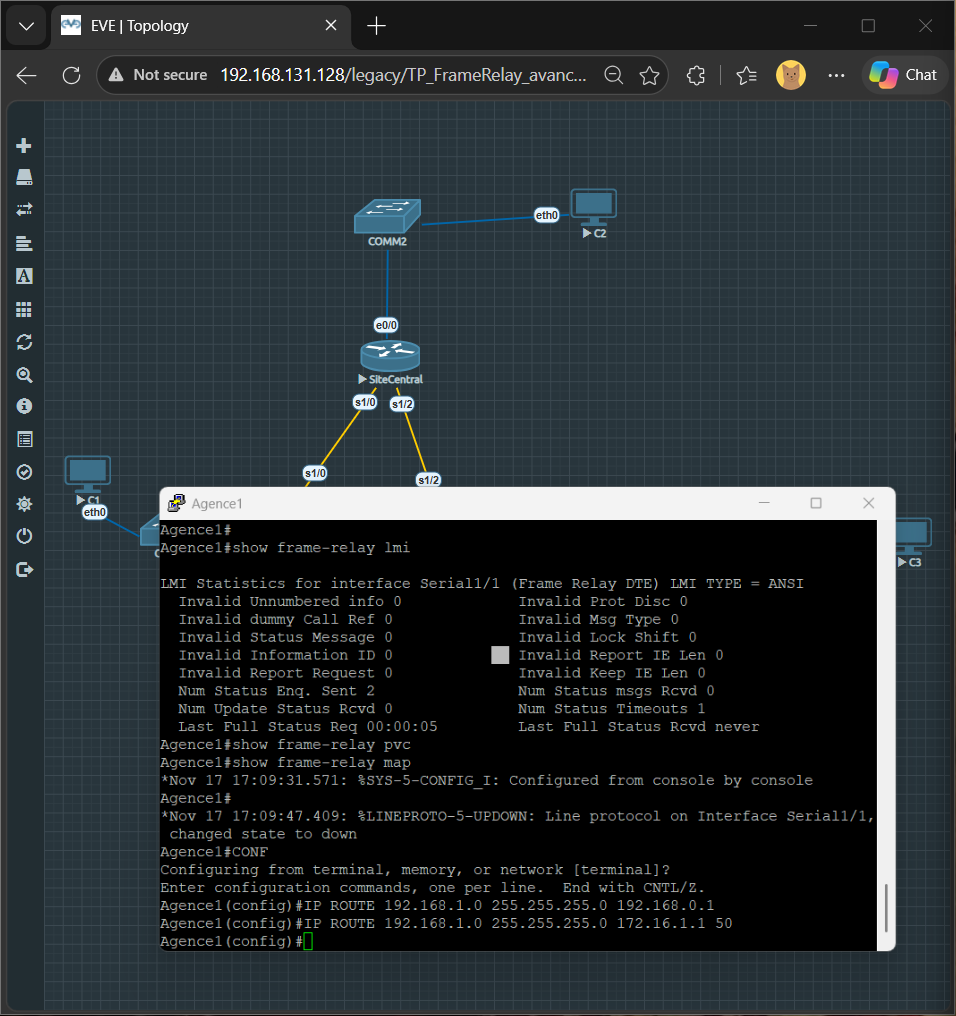 EVE | Topology
Not secure 192.168.131.128/legacy/TP_FrameRelay_avanc...
Chat
COMM2
eth0
C2
e0/0
SiteCentral
s1/0
s1/2
s1/0
s1/2
C1
eth0
C3
Agence1
Agence1#
Agence1#show frame-relay lmi
LMI Statistics for interface Serial1/1 (Frame Relay DTE) LMI TYPE = ANSI
Invalid Unnumbered info 0 Invalid Prot Disc 0
Invalid dummy Call Ref 0 Invalid Msg Type 0
Invalid Status Message 0 Invalid Lock Shift 0
Invalid Information ID 0 Invalid Report IE Len 0
Invalid Report Request 0 Invalid Keep IE Len 0
Num Status Enq. Sent 2 Num Status msgs Rcvd 0
Num Update Status Rcvd 0 Num Status Timeouts 1
Last Full Status Req 00:00:05 Last Full Status Rcvd never
Agence1#show frame-relay pvc
Agence1#show frame-relay map
*Nov 17 17:09:31.571: %SYS-5-CONFIG_I: Configured from console by console
Agence1#
*Nov 17 17:09:47.409: %LINEPROTO-5-UPDOWN: Line protocol on Interface Serial1/1,
changed state to down
Agence1#CONF
Configuring from terminal, memory, or network [terminal]?
Enter configuration commands, one per line. End with CNTL/Z.
Agence1(config)#IP ROUTE 192.168.1.0 255.255.255.0 192.168.0.1
Agence1(config)#IP ROUTE 192.168.1.0 255.255.255.0 172.16.1.1 50
Agence1(config)#